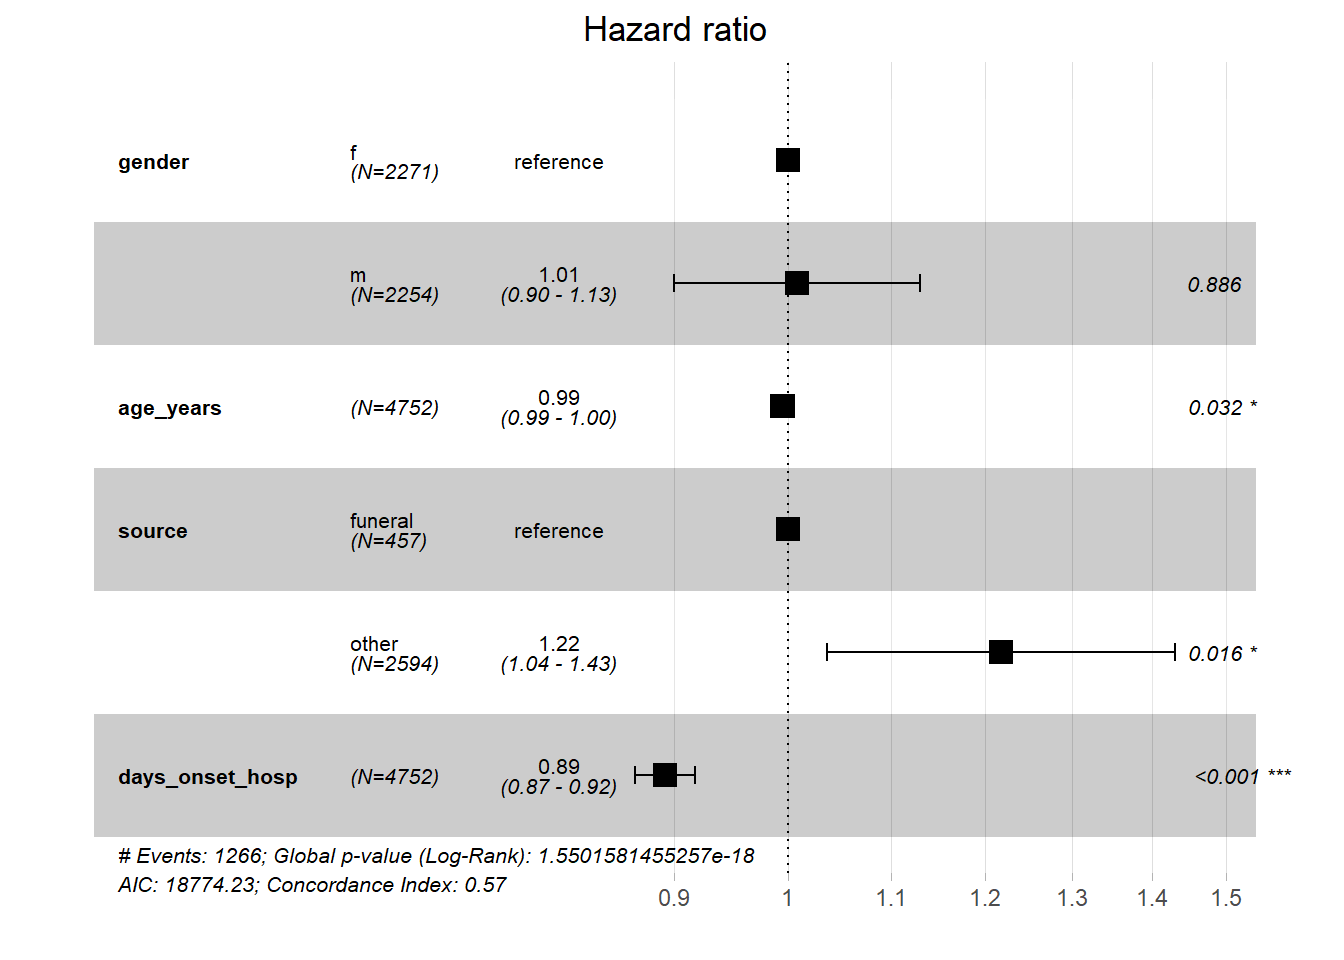 Hazard ratio
gender
f
(N=2271)
reference
m
(N=2254)
1.01
(0.90 - 1.13)
0.886
age_years
(N=4752)
0.99
(0.99 - 1.00)
0.032 *
source
funeral
(N=457)
reference
other
(N=2594)
1.22
(1.04 - 1.43)
0.016 *
days_onset_hosp
(N=4752)
0.89
(0.87 - 0.92)
<0.001 ***
# Events: 1266; Global p-value (Log-Rank): 1.5501581455257e-18
AIC: 18774.23; Concordance Index: 0.57
0.9 1 1.1 1.2 1.3 1.4 1.5